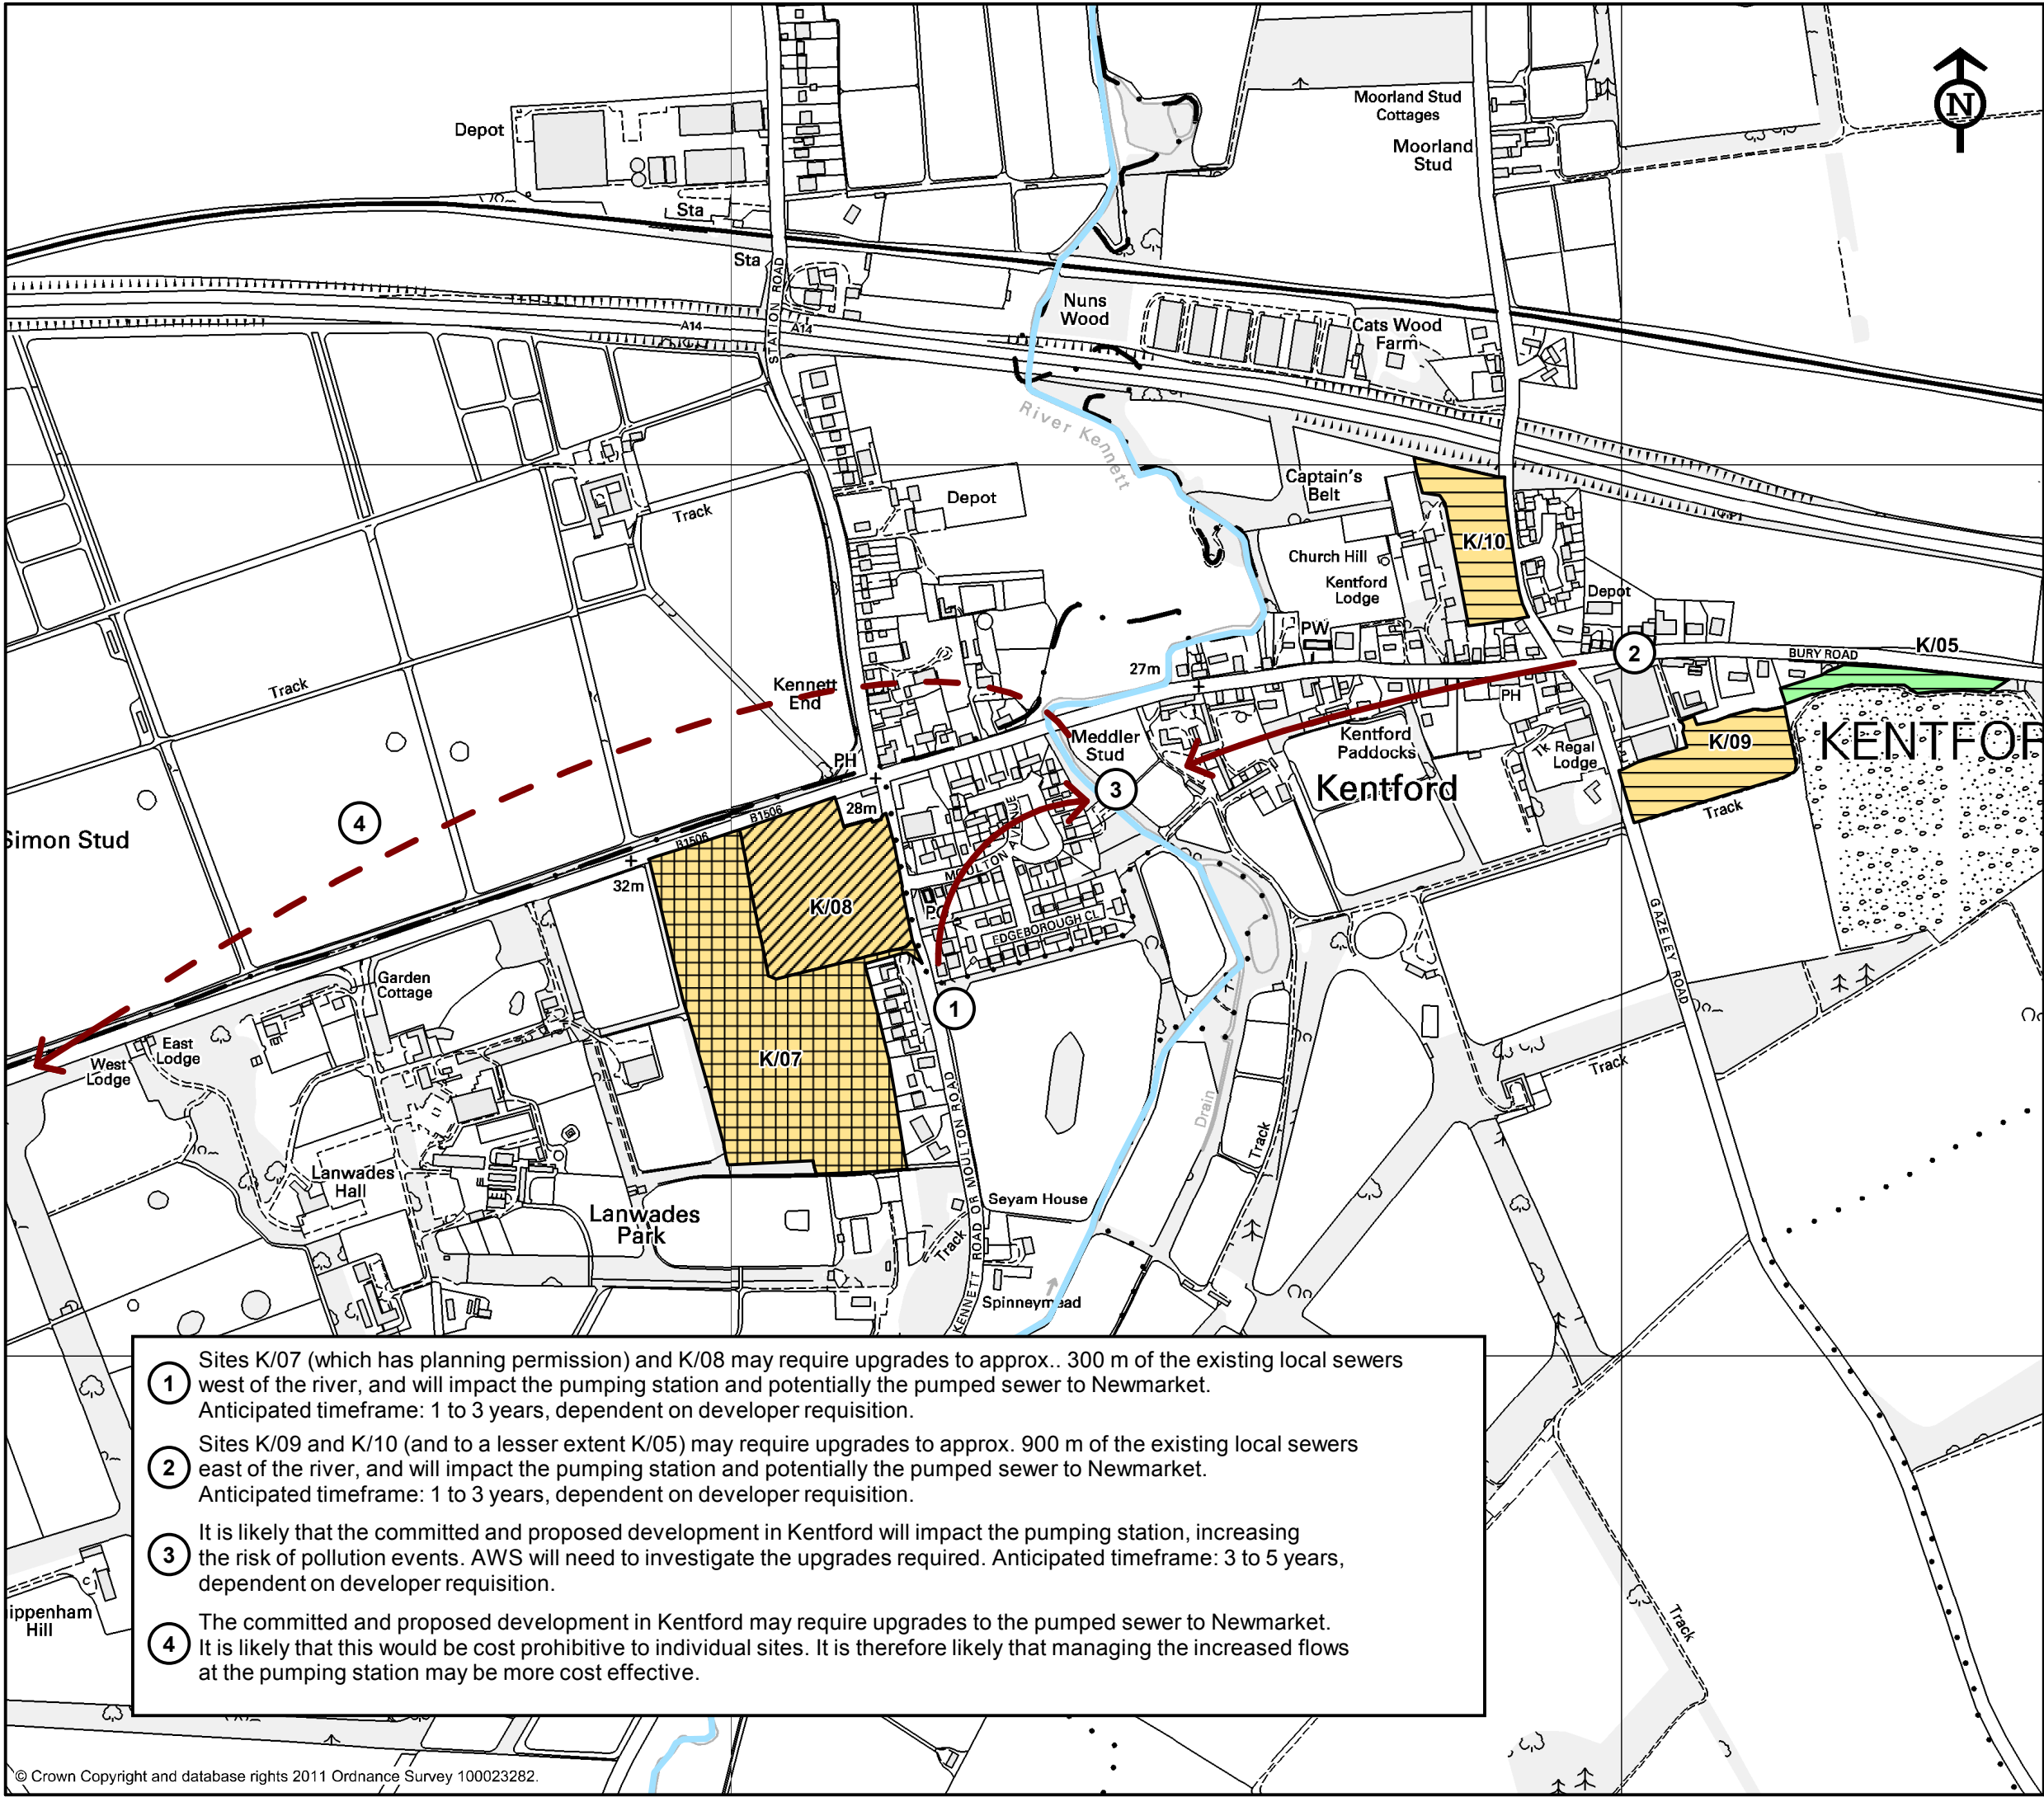 Moorland Stud
Cottages
N
Depot
Moorland
Stud
Sta
Sta
STATION ROAD
Nuns
Wood
A14
A14
Cats Wood
Farm
River Kennett
Captain's
Belt
Depot
Track
K/10
Church Hill
Kentford
Lodge
Depot
PW
2
K/05
BURY ROAD
27m
Track
Kennett
End
PH
Meddler
Stud
Kentford
Paddocks
Tk
Regal
Lodge
K/09
KENTFOR
PH
3
Kentford
Track
28m
B1506
B1506
4
Simon Stud
MOULTON AVENUE
32m
K/08
PO
EDGEBOROUGH CL
GAZELEY ROAD
Garden
Cottage
1
East
Lodge
West
Lodge
K/07
Track
Drain
Track
KENNETT ROAD OR MOULTON ROAD
Lanwades
Hall
Seyam House
Lanwades
Park
Track
Spinneymead
1 Sites K/07 (which has planning permission) and K/08 may require upgrades to approx.. 300 m of the existing local sewers
west of the river, and will impact the pumping station and potentially the pumped sewer to Newmarket.
Anticipated timeframe: 1 to 3 years, dependent on developer requisition.
2 Sites K/09 and K/10 (and to a lesser extent K/05) may require upgrades to approx. 900 m of the existing local sewers
east of the river, and will impact the pumping station and potentially the pumped sewer to Newmarket.
Anticipated timeframe: 1 to 3 years, dependent on developer requisition.
3 It is likely that the committed and proposed development in Kentford will impact the pumping station, increasing
the risk of pollution events. AWS will need to investigate the upgrades required. Anticipated timeframe: 3 to 5 years,
dependent on developer requisition.
4 The committed and proposed development in Kentford may require upgrades to the pumped sewer to Newmarket.
It is likely that this would be cost prohibitive to individual sites. It is therefore likely that managing the increased flows
at the pumping station may be more cost effective.
C
ippenham
Hill
Track
© Crown Copyright and database rights 2011 Ordnance Survey 100023282.